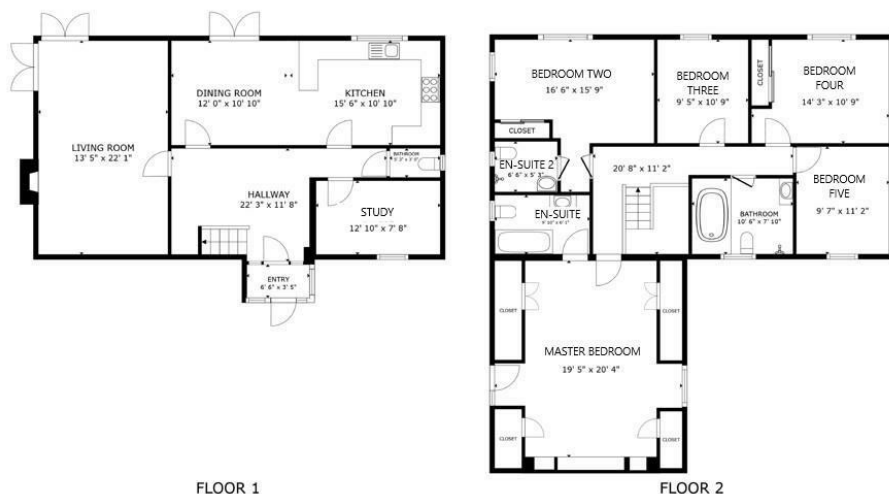 DINING ROOM
12' 0" x 10' 10"
KITCHEN
15' 6" x 10' 10"
LIVING ROOM
13' 5" x 22' 1"
BATHROOM
HALLWAY
22' 3" x 11' 8"
STUDY
12' 10" x 7' 8"
ENTRY
6' 6" x 3' 5"
FLOOR 1
BEDROOM TWO
16' 6" x 15' 9"
CLOSET
BEDROOM
THREE
9' 5" x 10' 9"
CLOSET
BEDROOM
FOUR
14' 3" x 10' 9"
EN-SUITE 2
6' 6" x 5' 3"
20' 8" x 11' 2"
EN-SUITE
BATHROOM
10' 6" x 7' 10"
BEDROOM FIVE
9' 7" x 11' 2"
CLOSET
CLOSET
MASTER BEDROOM
19' 5" x 20' 4"
CLOSET
CLOSET
FLOOR 2